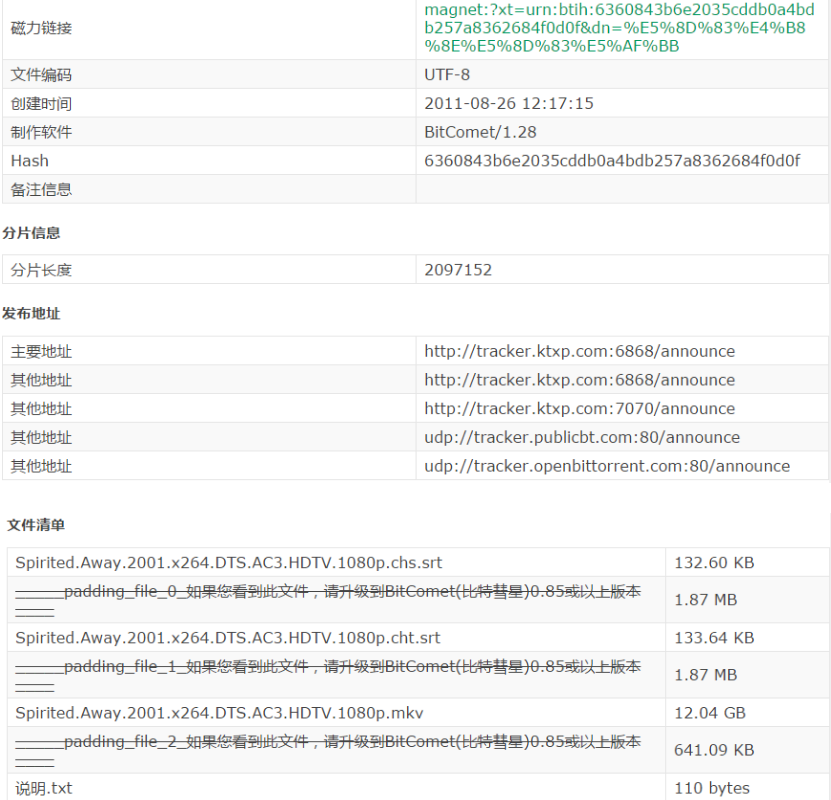 magnet:?xt=urn:btih:6360843b6e2035cddb0a4bd
磁力链接
b257a8362684f0d0f&dn=%E5%8D%83%E4%B8
%8E%E5%8D%83%E5%AF%BB
文件编码 UTF-8
创建时间 2011-08-26 12:17:15
制作软件 BitComet/1.28
Hash 6360843b6e2035cddb0a4bdb257a8362684f0d0f
备注信息
分片信息
分片长度 2097152
发布地址
主要地址 http://tracker.ktxp.com:6868/announce
其他地址 http://tracker.ktxp.com:6868/announce
其他地址 http://tracker.ktxp.com:7070/announce
其他地址 udp://tracker.publicbt.com:80/announce
其他地址 udp://tracker.openbittorrent.com:80/announce
文件清单
Spirited.Away.2001.x264.DTS.AC3.HDTV.1080p.chs.srt 132.60 KB
_____padding_file_0_如果您看到此文件，请升级到BitComet(比特彗星)0.85或以上版本 1.87 MB
____
Spirited.Away.2001.x264.DTS.AC3.HDTV.1080p.cht.srt 133.64 KB
_____padding_file_1_如果您看到此文件，请升级到BitComet(比特彗星)0.85或以上版本 1.87 MB
____
Spirited.Away.2001.x264.DTS.AC3.HDTV.1080p.mkv 12.04 GB
_____padding_file_2_如果您看到此文件，请升级到BitComet(比特彗星)0.85或以上版本 641.09 KB
____
说明.txt 110 bytes